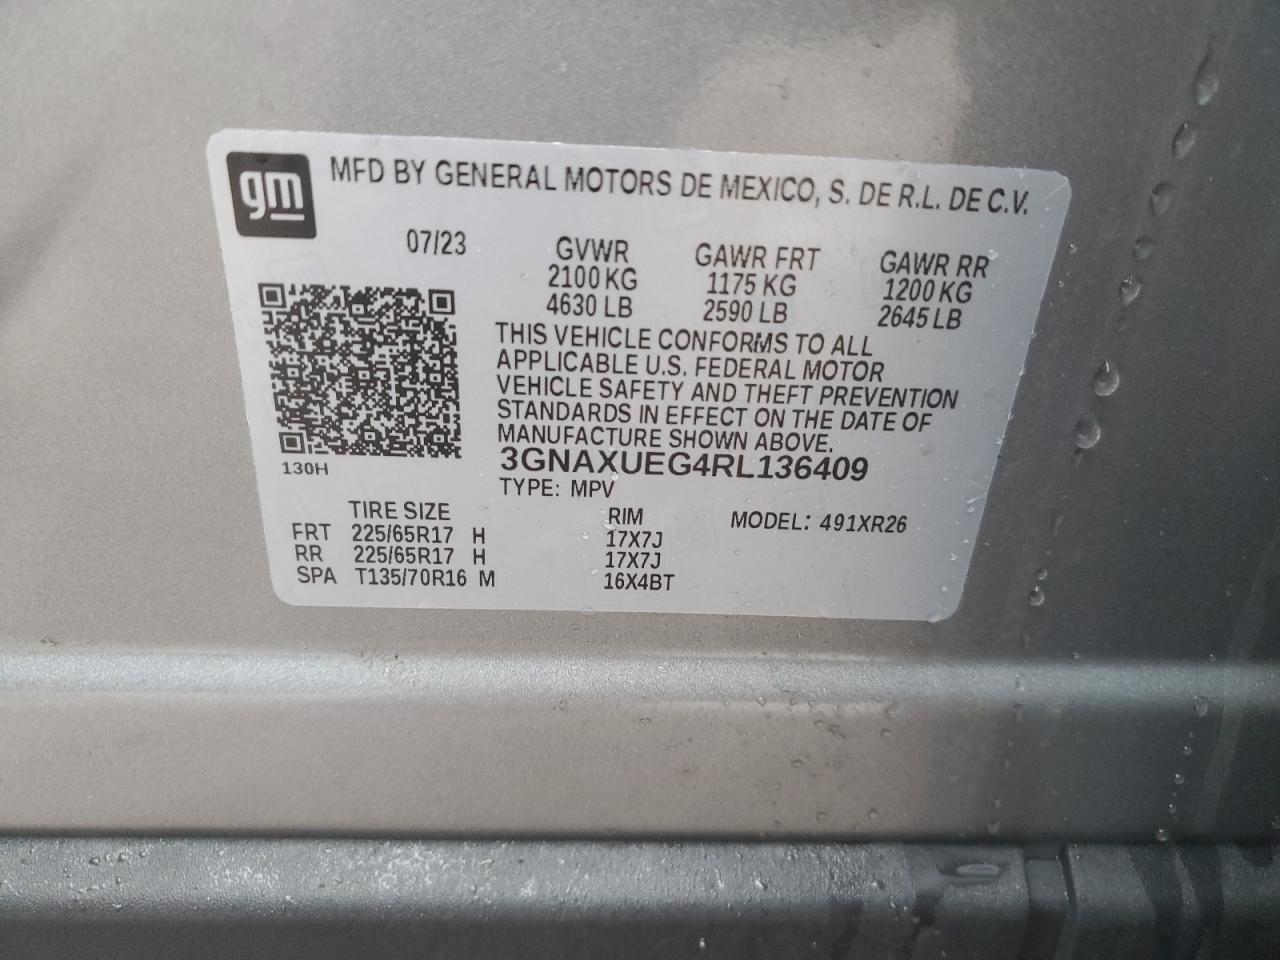 gm
MFD BY GENERAL MOTORS DE MEXICO, S. DE R.L. DE C.V.
07/23 GVWR GAWR FRT GAWR RR
2100 KG 1175 KG 1200 KG
4630 LB 2590 LB 2645 LB
THIS VEHICLE CONFORMS TO ALL
APPLICABLE U.S. FEDERAL MOTOR
VEHICLE SAFETY AND THEFT PREVENTION
STANDARDS IN EFFECT ON THE DATE OF
MANUFACTURE SHOWN ABOVE.
130H 3GNAXUEG4RL136409
TYPE: MPV
TIRE SIZE RIM MODEL: 491XR26
FRT 225/65R17 H 17X7J
RR 225/65R17 H 17X7J
SPA T135/70R16 M 16X4BT